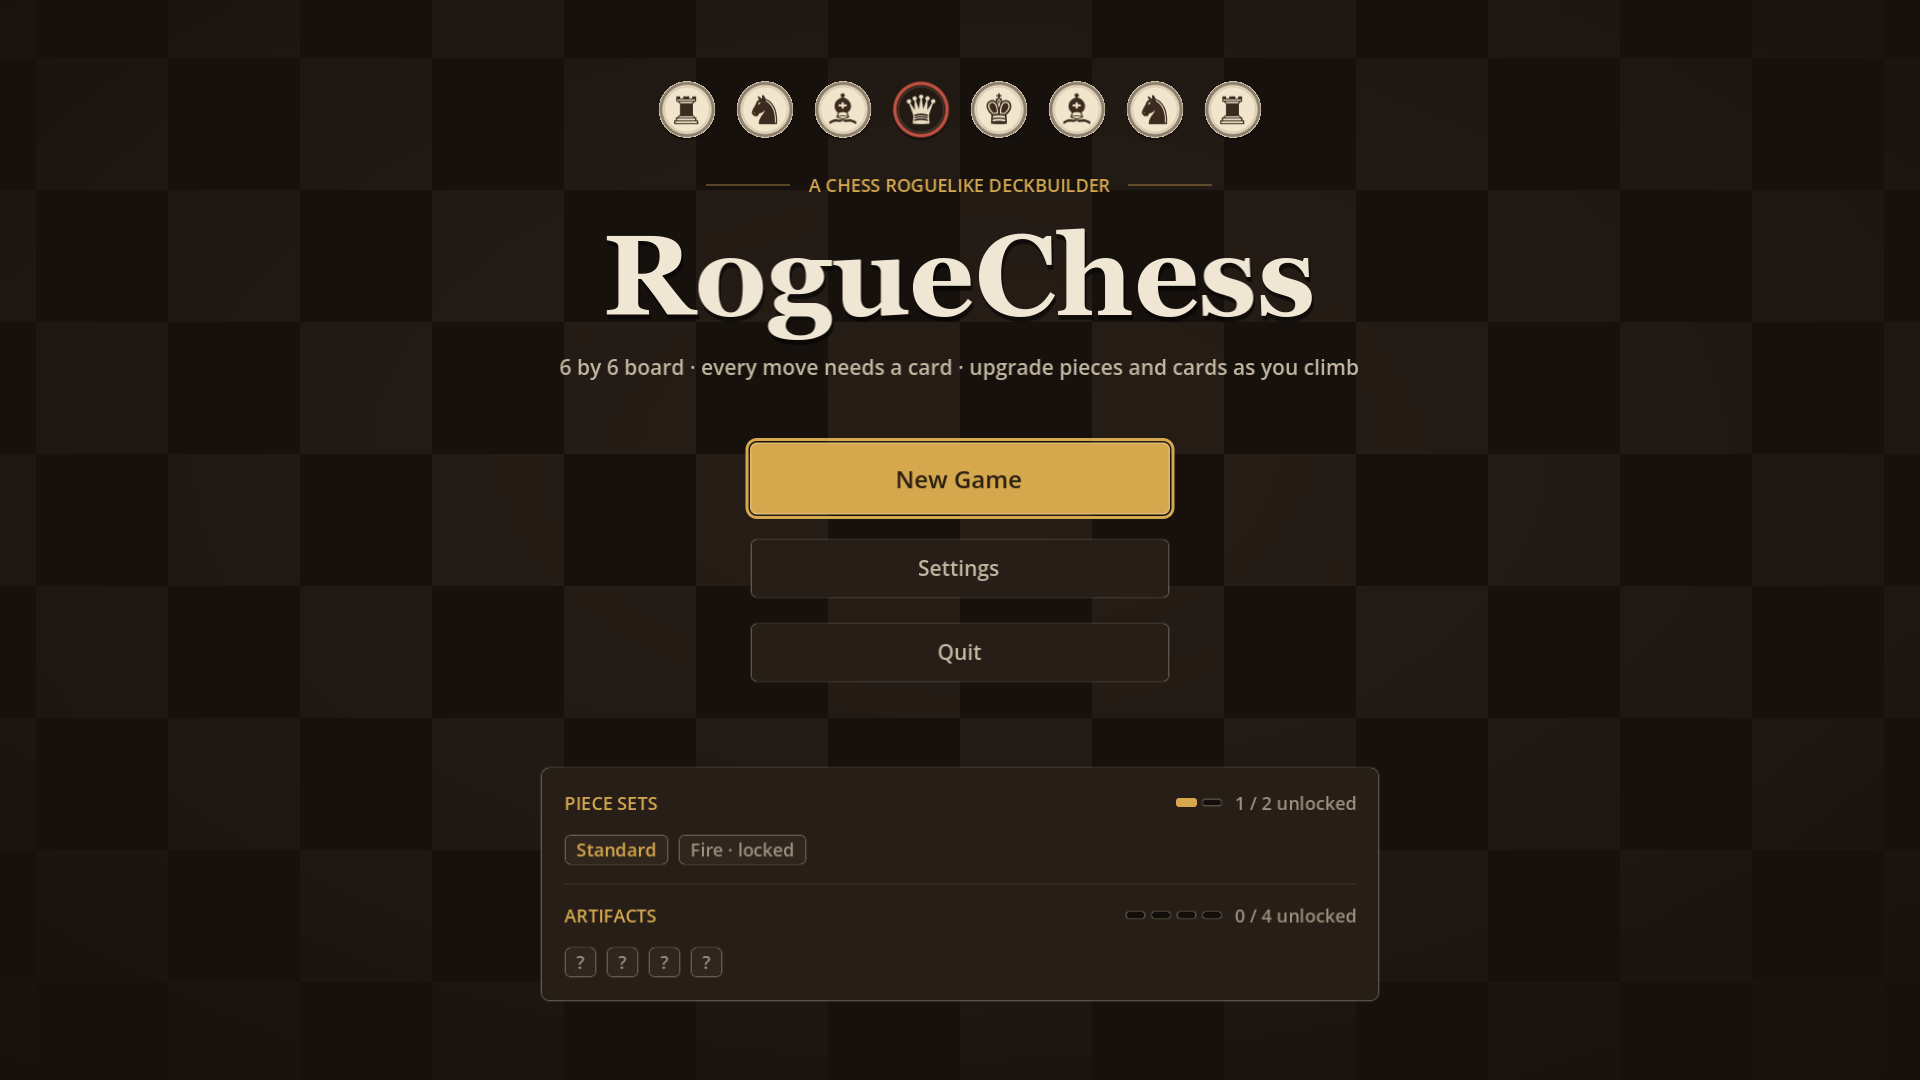 A CHESS ROGUELIKE DECKBUILDER
RogueChess
6 by 6 board · every move needs a card · upgrade pieces and cards as you climb
New Game
Settings
Quit
PIECE SETS
1 / 2 unlocked
Standard
Fire · locked
ARTIFACTS
0 / 4 unlocked
? ? ? ?